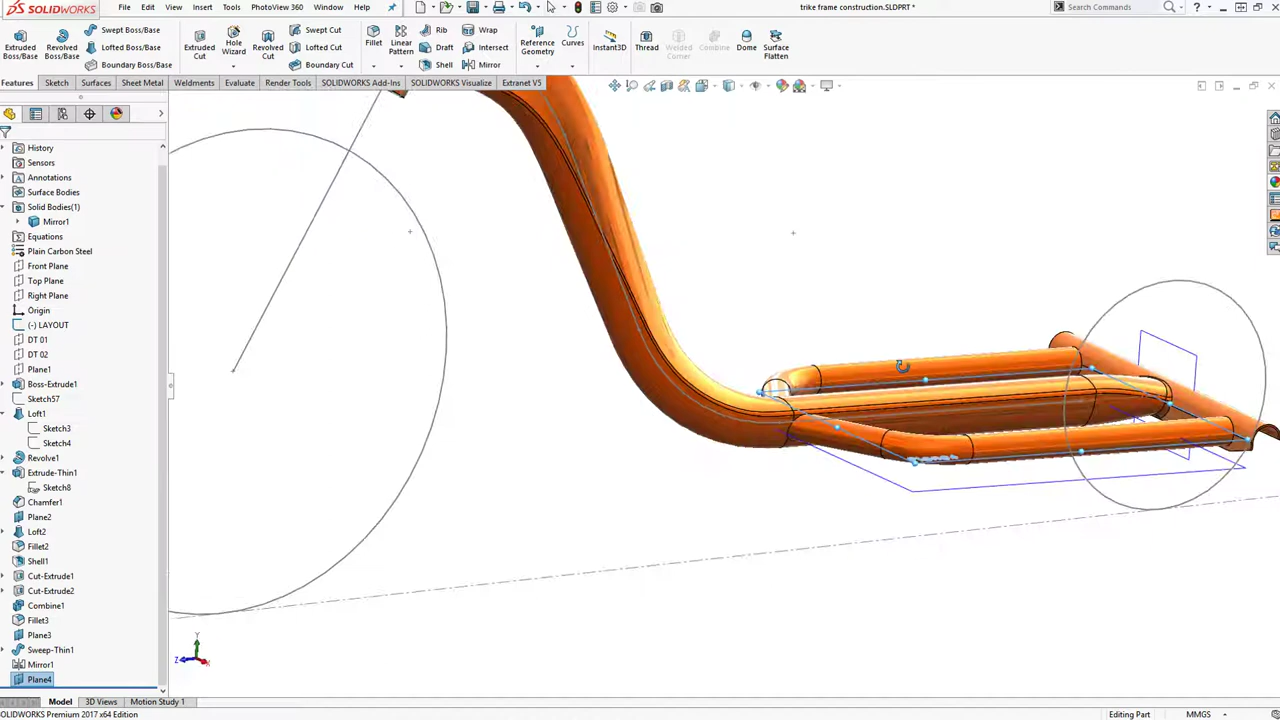 SOLIDWORKS File Edit View Insert Tools PhotoView 360 Window Help trike frame construction.SLDPRT * Search Commands
Extruded Boss/Base Revolved Boss/Base Swept Boss/Base Lofted Boss/Base Boundary Boss/Base Extruded Cut Hole Wizard Revolved Cut Swept Cut Lofted Cut Boundary Cut Fillet Linear Pattern Rib Draft Shell Wrap Intersect Mirror Reference Geometry Curves Instant3D Thread Welded Corner Combine Dome Surface Flatten
Features Sketch Surfaces Sheet Metal Weldments Evaluate Render Tools SOLIDWORKS Add-Ins SOLIDWORKS Visualize Extranet V5
History
Sensors
Annotations
Surface Bodies
Solid Bodies(1)
Mirror1
Equations
Plain Carbon Steel
Front Plane
Top Plane
Right Plane
Origin
(-) LAYOUT
DT 01
DT 02
Plane1
Boss-Extrude1
Sketch57
Loft1
Sketch3
Sketch4
Revolve1
Extrude-Thin1
Sketch8
Chamfer1
Plane2
Loft2
Fillet2
Shell1
Cut-Extrude1
Cut-Extrude2
Combine1
Fillet3
Plane3
Sweep-Thin1
Mirror1
Plane4
Y
Z
X
Model 3D Views Motion Study 1
SOLIDWORKS Premium 2017 x64 Edition Editing Part MMGS